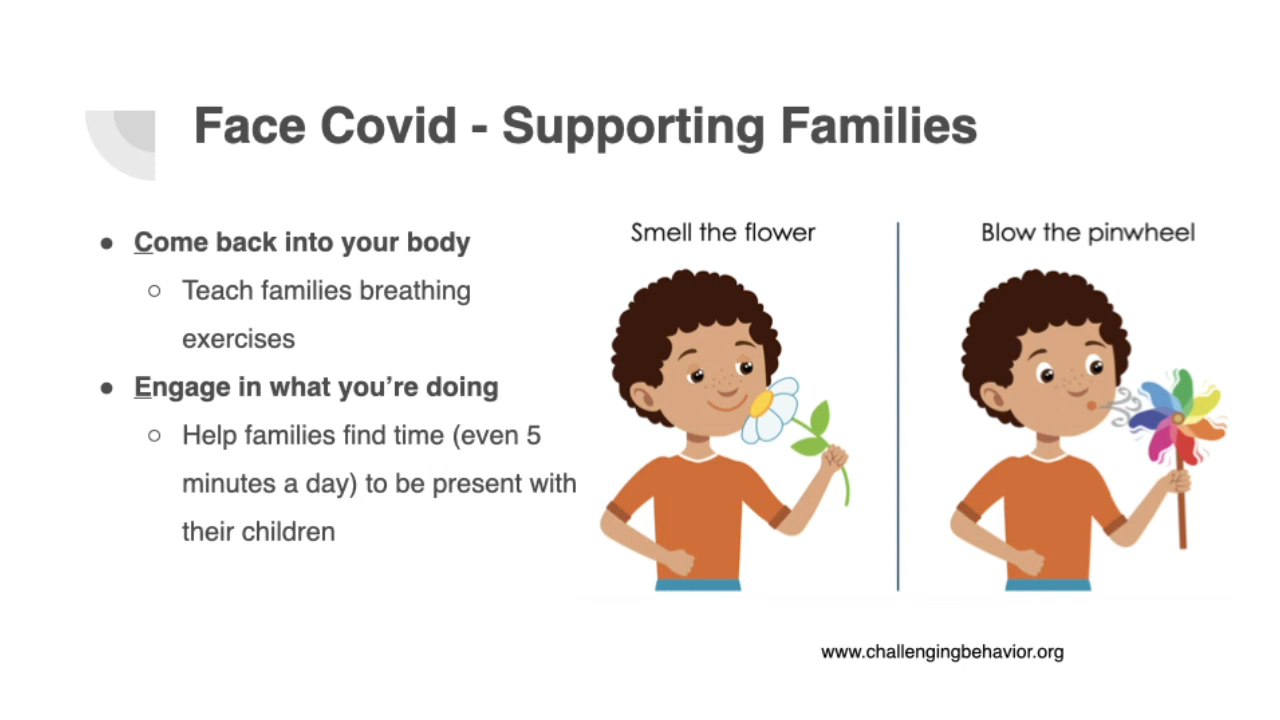 Face Covid - Supporting Families
● Come back into your body
○ Teach families breathing
exercises
● Engage in what you’re doing
○ Help families find time (even 5
minutes a day) to be present with
their children
Smell the flower
Blow the pinwheel
www.challengingbehavior.org